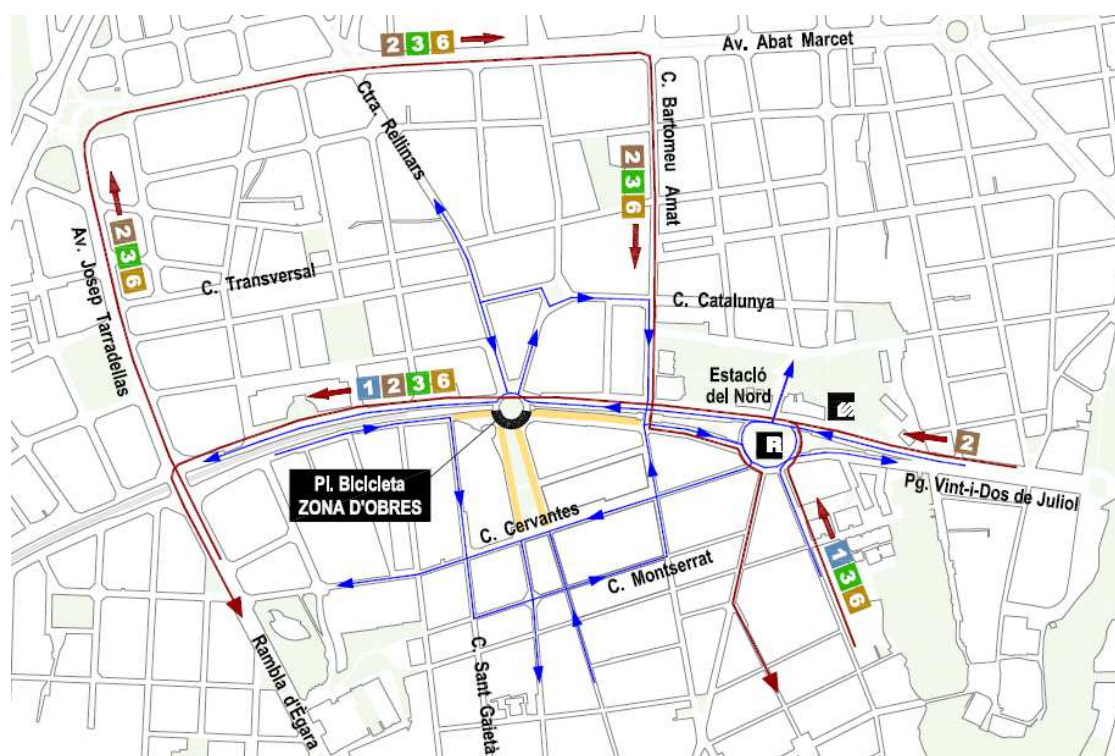 2 3 6
Av. Abat Marcet
Ctra. Rellinars
C. Bartomeu Amat
2 3 6
2 3 6
Av. Josep Tarradellas
C. Transversal
C. Catalunya
1 2 3 6
Estació
del Nord
S
R
2
Pl. Bicicleta
ZONA D'OBRES
Pg. Vint-i-Dos de Juliol
C. Cervantes
C. Montserrat
1 3 6
Rambla d'Ègara
C. Sant Gaietà